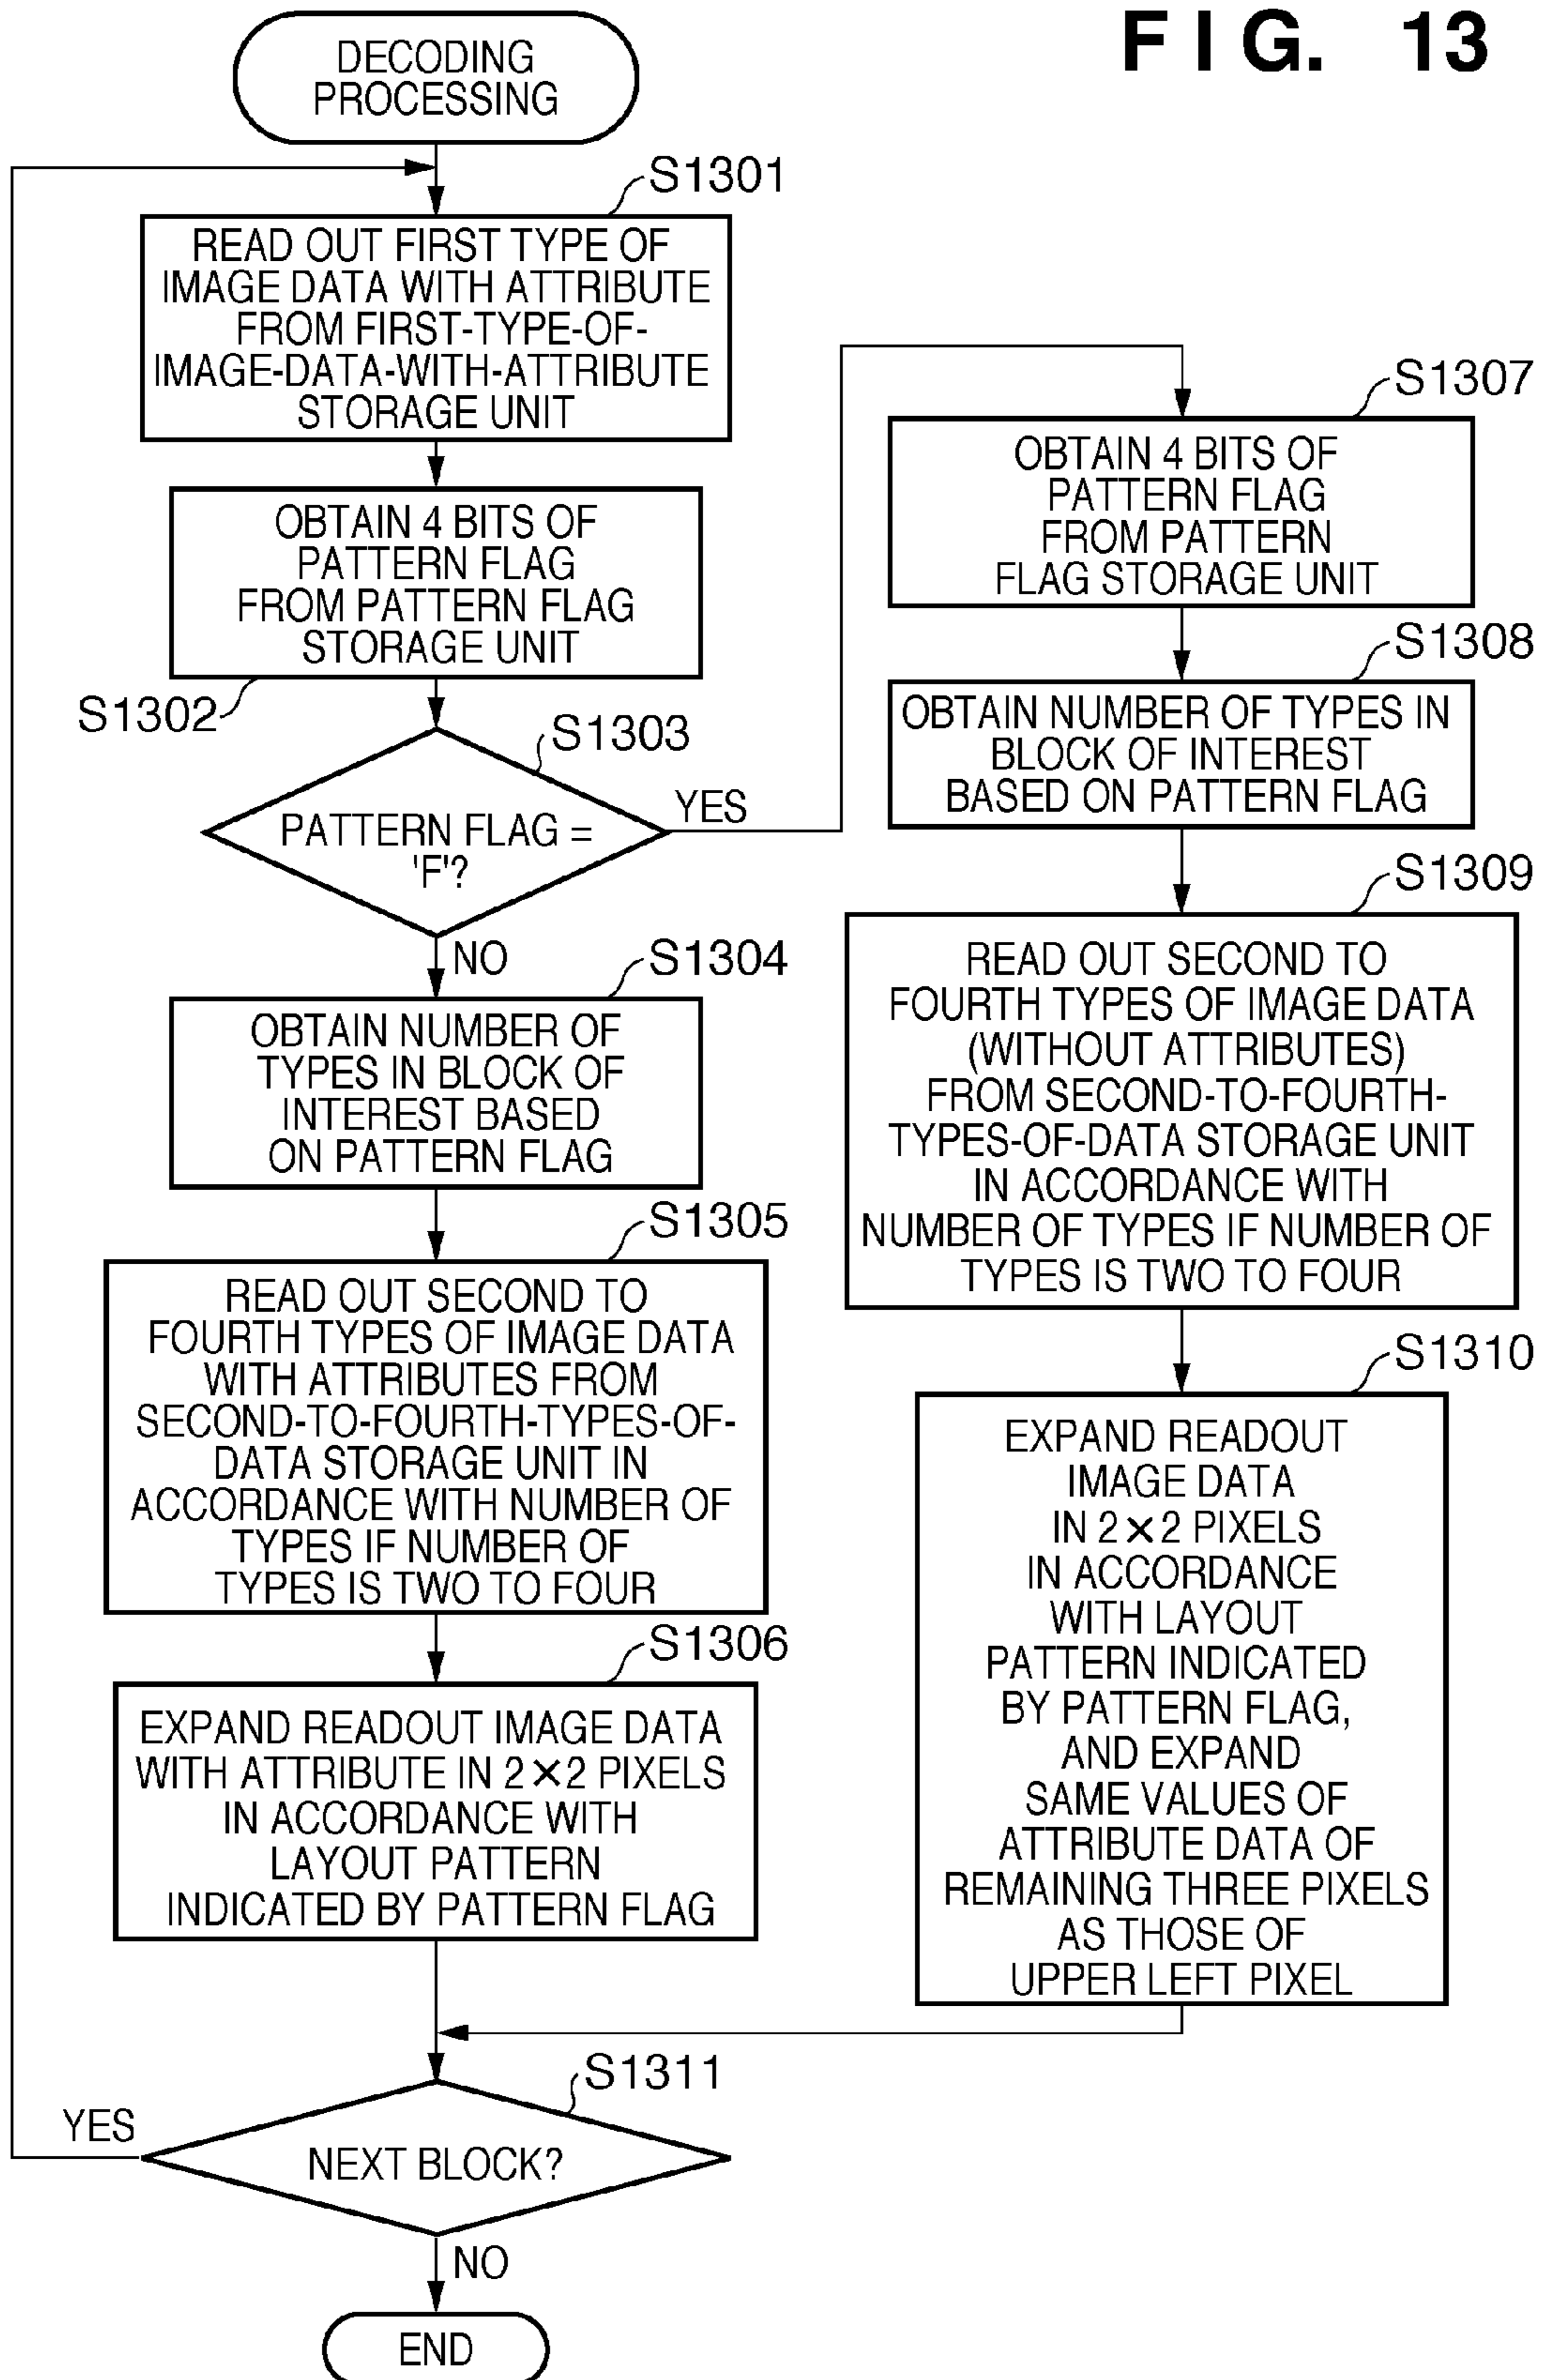 FIG. 13
DECODING
PROCESSING
S1301
READ OUT FIRST TYPE OF
IMAGE DATA WITH ATTRIBUTE
FROM FIRST-TYPE-OF-
IMAGE-DATA-WITH-ATTRIBUTE
STORAGE UNIT
OBTAIN 4 BITS OF
PATTERN FLAG
FROM PATTERN FLAG
STORAGE UNIT
S1302
S1303
PATTERN FLAG =
'F'?
YES
NO
S1304
OBTAIN NUMBER OF
TYPES IN BLOCK OF
INTEREST BASED
ON PATTERN FLAG
S1305
READ OUT SECOND TO
FOURTH TYPES OF IMAGE DATA
WITH ATTRIBUTES FROM
SECOND-TO-FOURTH-TYPES-OF-
DATA STORAGE UNIT IN
ACCORDANCE WITH NUMBER OF
TYPES IF NUMBER OF
TYPES IS TWO TO FOUR
S1306
EXPAND READOUT IMAGE DATA
WITH ATTRIBUTE IN 2×2 PIXELS
IN ACCORDANCE WITH
LAYOUT PATTERN
INDICATED BY PATTERN FLAG
S1307
OBTAIN 4 BITS OF
PATTERN FLAG
FROM PATTERN
FLAG STORAGE UNIT
S1308
OBTAIN NUMBER OF TYPES IN
BLOCK OF INTEREST
BASED ON PATTERN FLAG
S1309
READ OUT SECOND TO
FOURTH TYPES OF IMAGE DATA
(WITHOUT ATTRIBUTES)
FROM SECOND-TO-FOURTH-
TYPES-OF-DATA STORAGE UNIT
IN ACCORDANCE WITH
NUMBER OF TYPES IF NUMBER OF
TYPES IS TWO TO FOUR
S1310
EXPAND READOUT
IMAGE DATA
IN 2×2 PIXELS
IN ACCORDANCE
WITH LAYOUT
PATTERN INDICATED
BY PATTERN FLAG,
AND EXPAND
SAME VALUES OF
ATTRIBUTE DATA OF
REMAINING THREE PIXELS
AS THOSE OF
UPPER LEFT PIXEL
S1311
YES
NEXT BLOCK?
NO
END